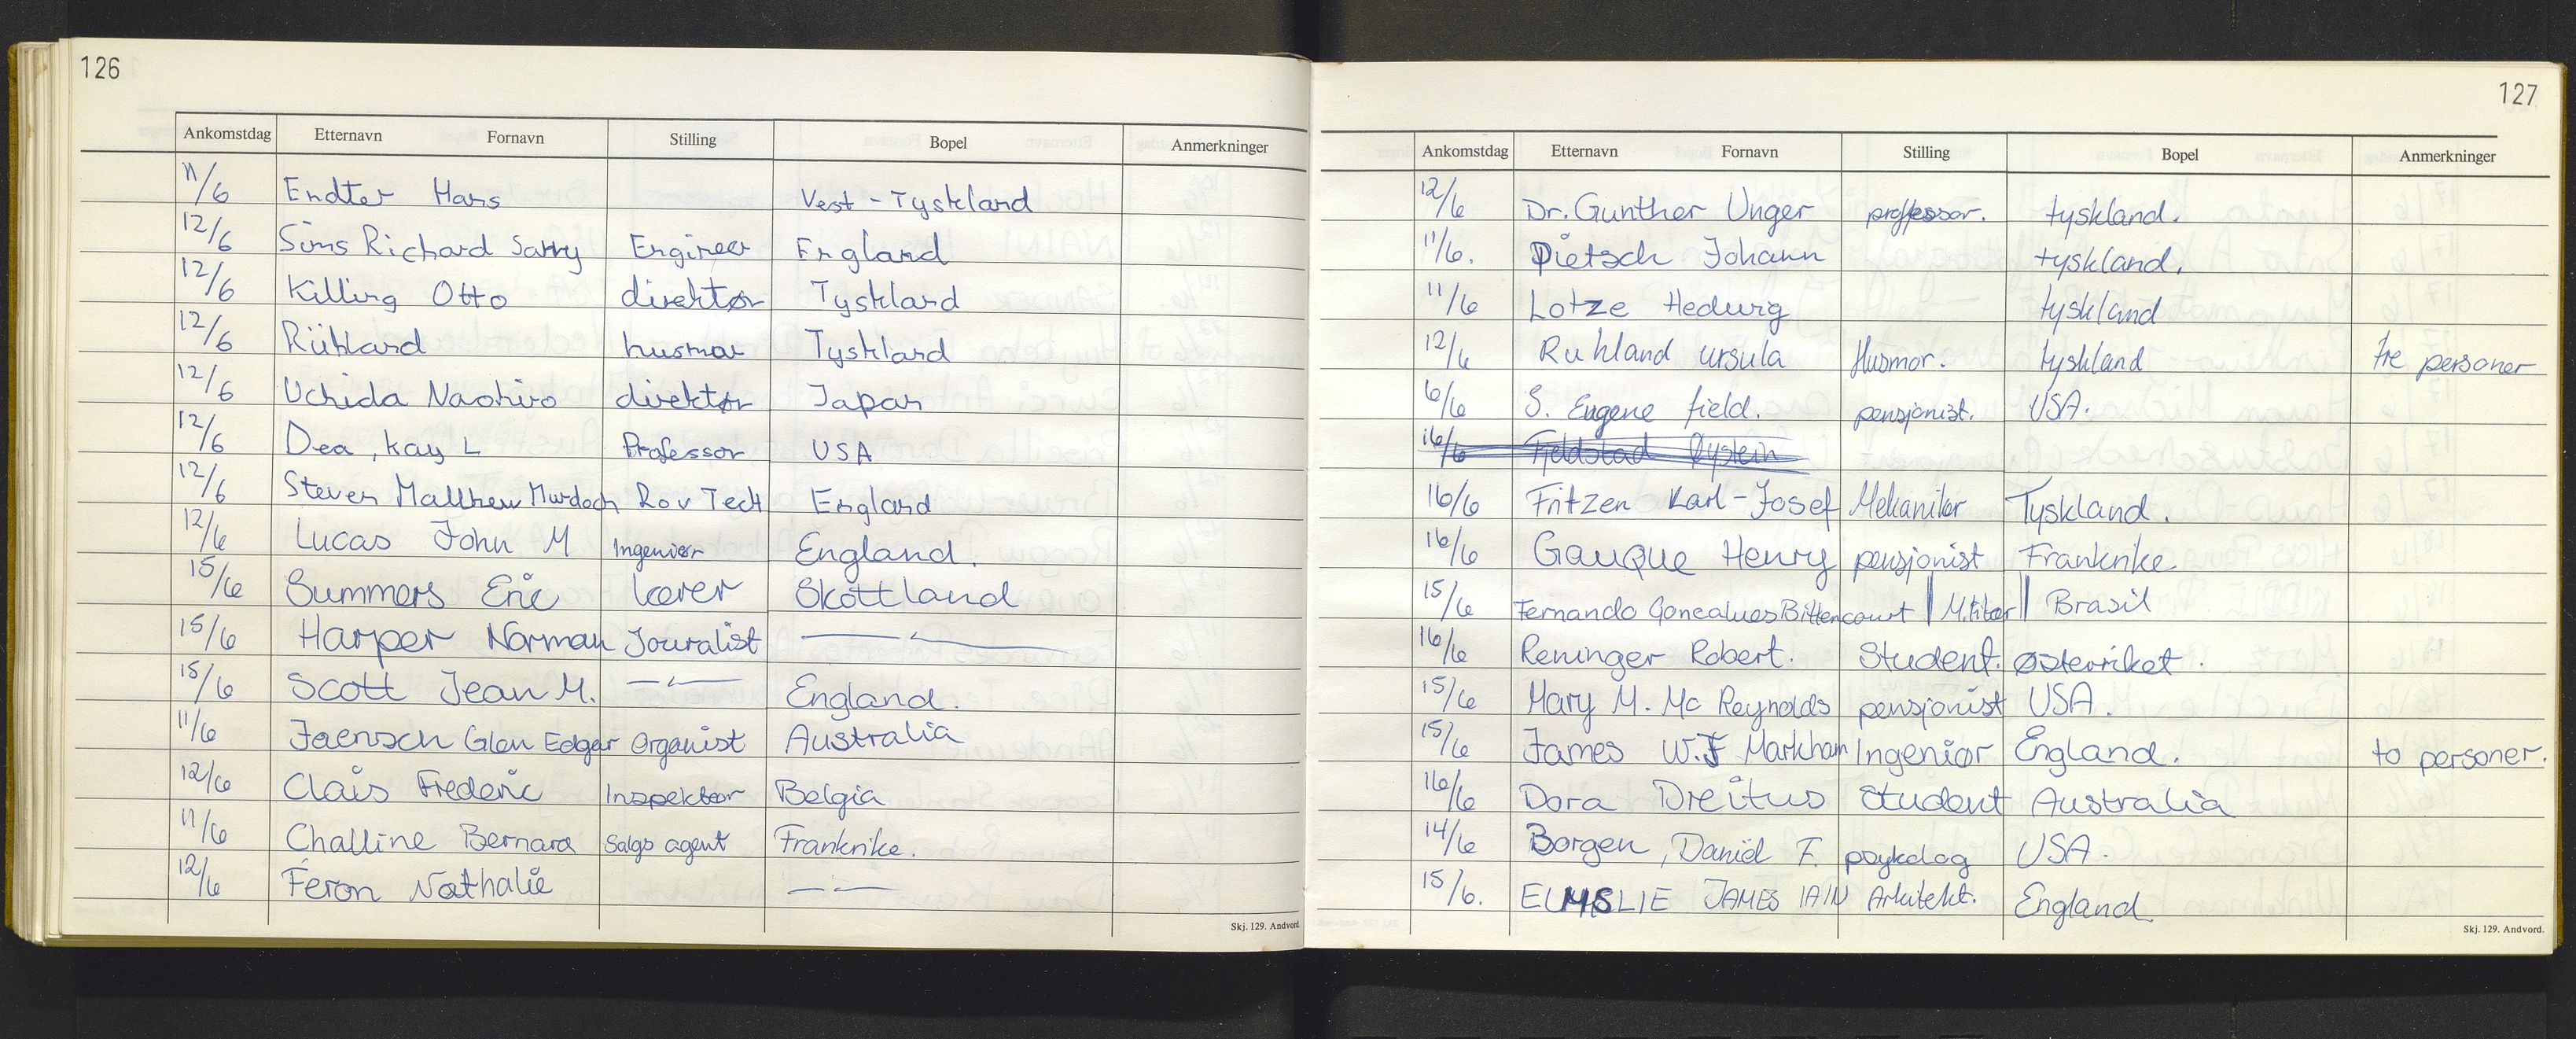 126
Ankomstdag Etternavn Fornavn Stilling Bopel Anmerkninger
11/6 Endter Hans Vest-Tyskland
12/6 Sims Richard Engineer England
12/6 Killing Otto direktør Tyskland
12/6 Rühland husmor Tyskland
12/6 Uchida Naohiro direktør Japan
12/6 Dea, Kay L Professor USA
12/6 Steven Matthew Murdoch Rov Tech England
12/6 Lucas John M Ingeniør England.
15/6 Summers Eric Lærer Skottland
15/6 Harper Norman Jouralist —〃—
15/6 Scott Jean M. —〃— England.
11/6 Jaensch Glen Edgar Organist Australia
12/6 Clais Frederic Inspektør Belgia
11/6 Challine Bernard Salgs agent Frankrike.
12/6 Feron Nathalie —〃—
Skj. 129. Andvord.
127
Ankomstdag Etternavn Fornavn Stilling Bopel Anmerkninger
12/6 Dr. Gunther Unger professor. tyskland.
11/6. Pietsch Johann tyskland.
11/6 Lotze Hedwig tyskland
12/6 Ruhland ursula Husmor. tyskland tre personer
6/6 S. Eugene field. pensjonist. USA.
16/6 Fjeldstad Øystein
16/6 Fritzen Karl-Josef Mekaniker Tyskland.
16/6 Gauque Henry pensjonist Frankrike
15/6 Fernando Goncalves Bittencourt Brasil
16/6 Reninger Robert. Student. østerriket.
15/6 Mary M. Mc Reynolds pensjonist USA.
15/6 James W.F Markham Ingeniør England. to personer.
16/6 Dora Dreitus Student Australia
14/6 Borgen, Daniel F. psykolog USA.
15/6. ELMSLIE JAMES IAIN Arkitekt. England
Skj. 129. Andvord.